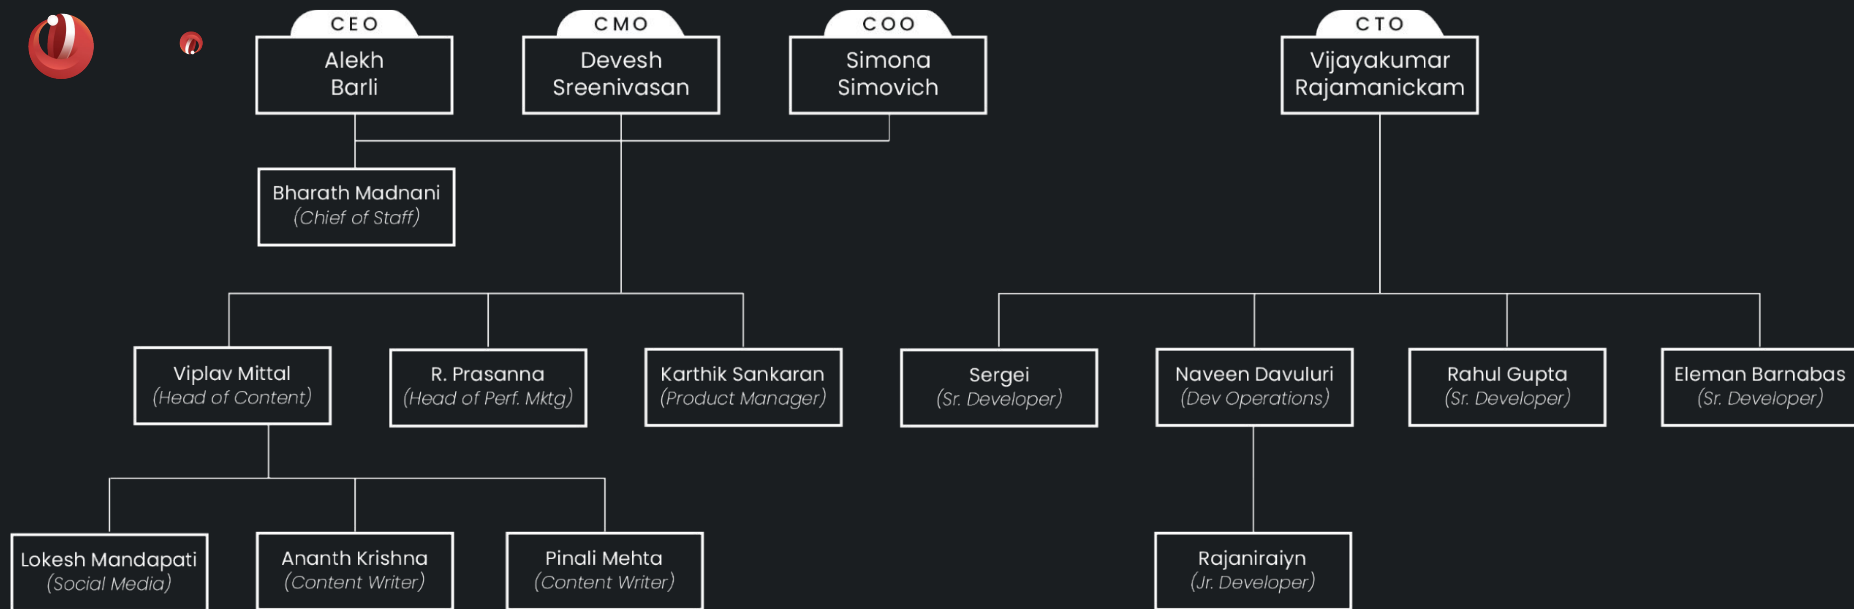 CEO
Alekh
Barli
CMO
Devesh
Sreenivasan
COO
Simona
Simovich
CTO
Vijayakumar
Rajamanickam
Bharath Madnani
(Chief of Staff)
Viplav Mittal
(Head of Content)
R. Prasanna
(Head of Perf. Mktg)
Karthik Sankaran
(Product Manager)
Sergei
(Sr. Developer)
Naveen Davuluri
(Dev Operations)
Rahul Gupta
(Sr. Developer)
Eleman Barnabas
(Sr. Developer)
Lokesh Mandapati
(Social Media)
Ananth Krishna
(Content Writer)
Pinali Mehta
(Content Writer)
Rajaniraiyn
(Jr. Developer)